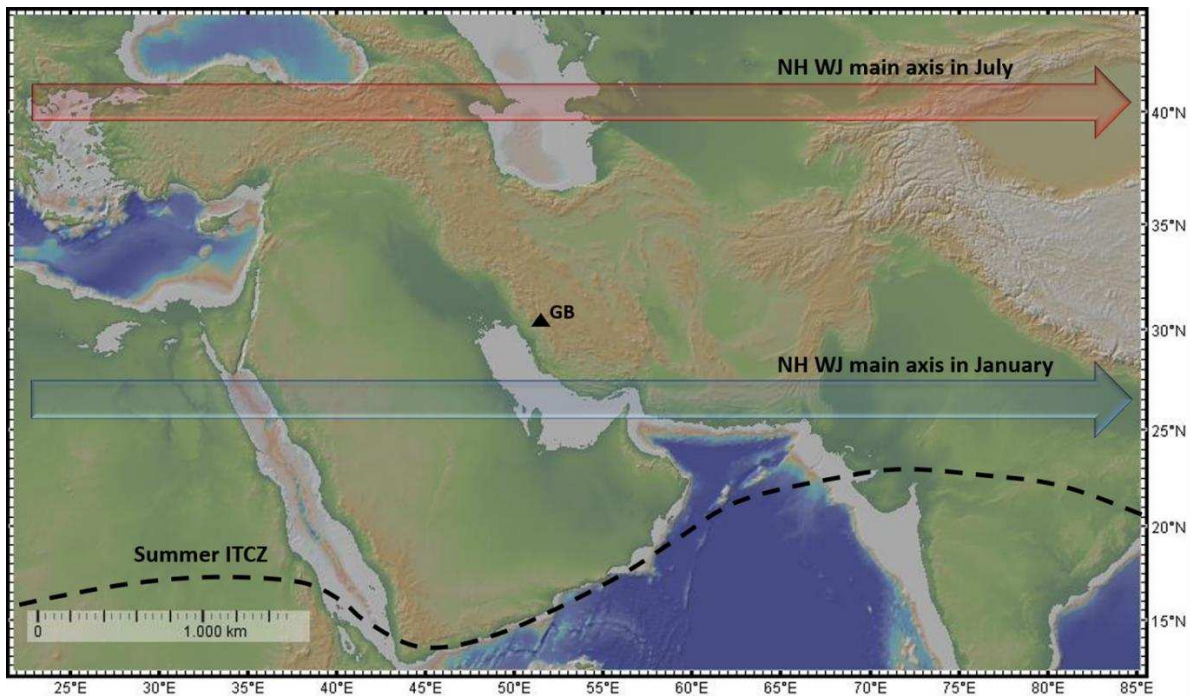 NH WJ main axis in July
40°N
35°N
GB
30°N
NH WJ main axis in January
25°N
20°N
Summer ITCZ
15°N
0 1.000 km
25°E 30°E 35°E 40°E 45°E 50°E 55°E 60°E 65°E 70°E 75°E 80°E 85°E